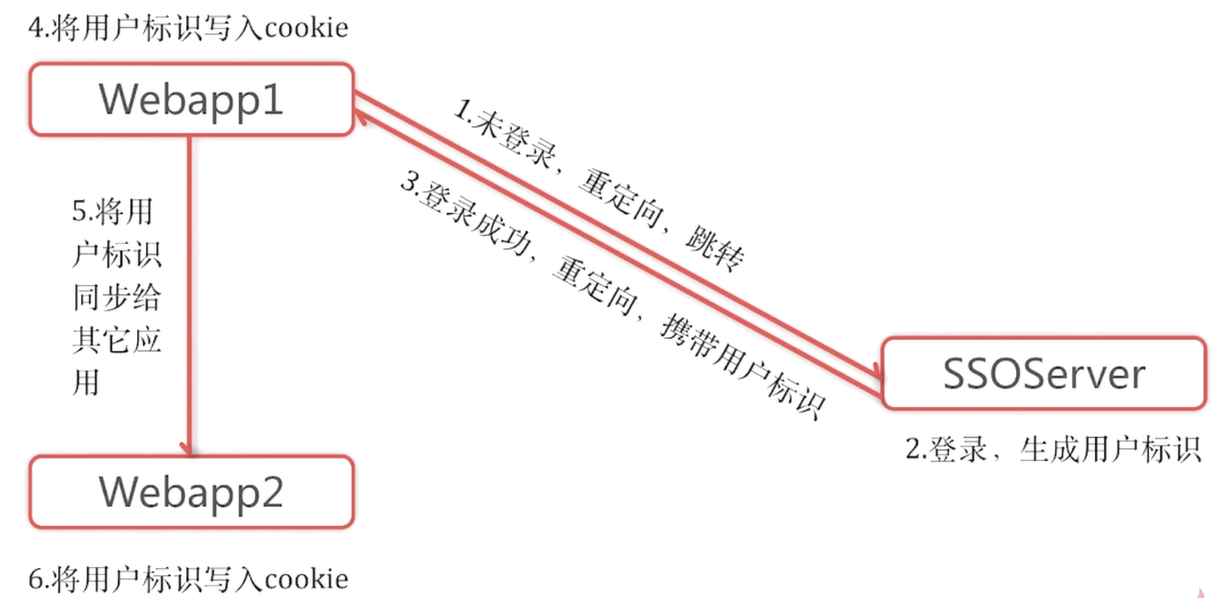 4.将用户标识写入cookie
Webapp1
1.未登录，重定向，跳转
3.登录成功，重定向，携带用户标识
5.将用
户标识
同步给
其它应
用
SSOServer
2.登录，生成用户标识
Webapp2
6.将用户标识写入cookie